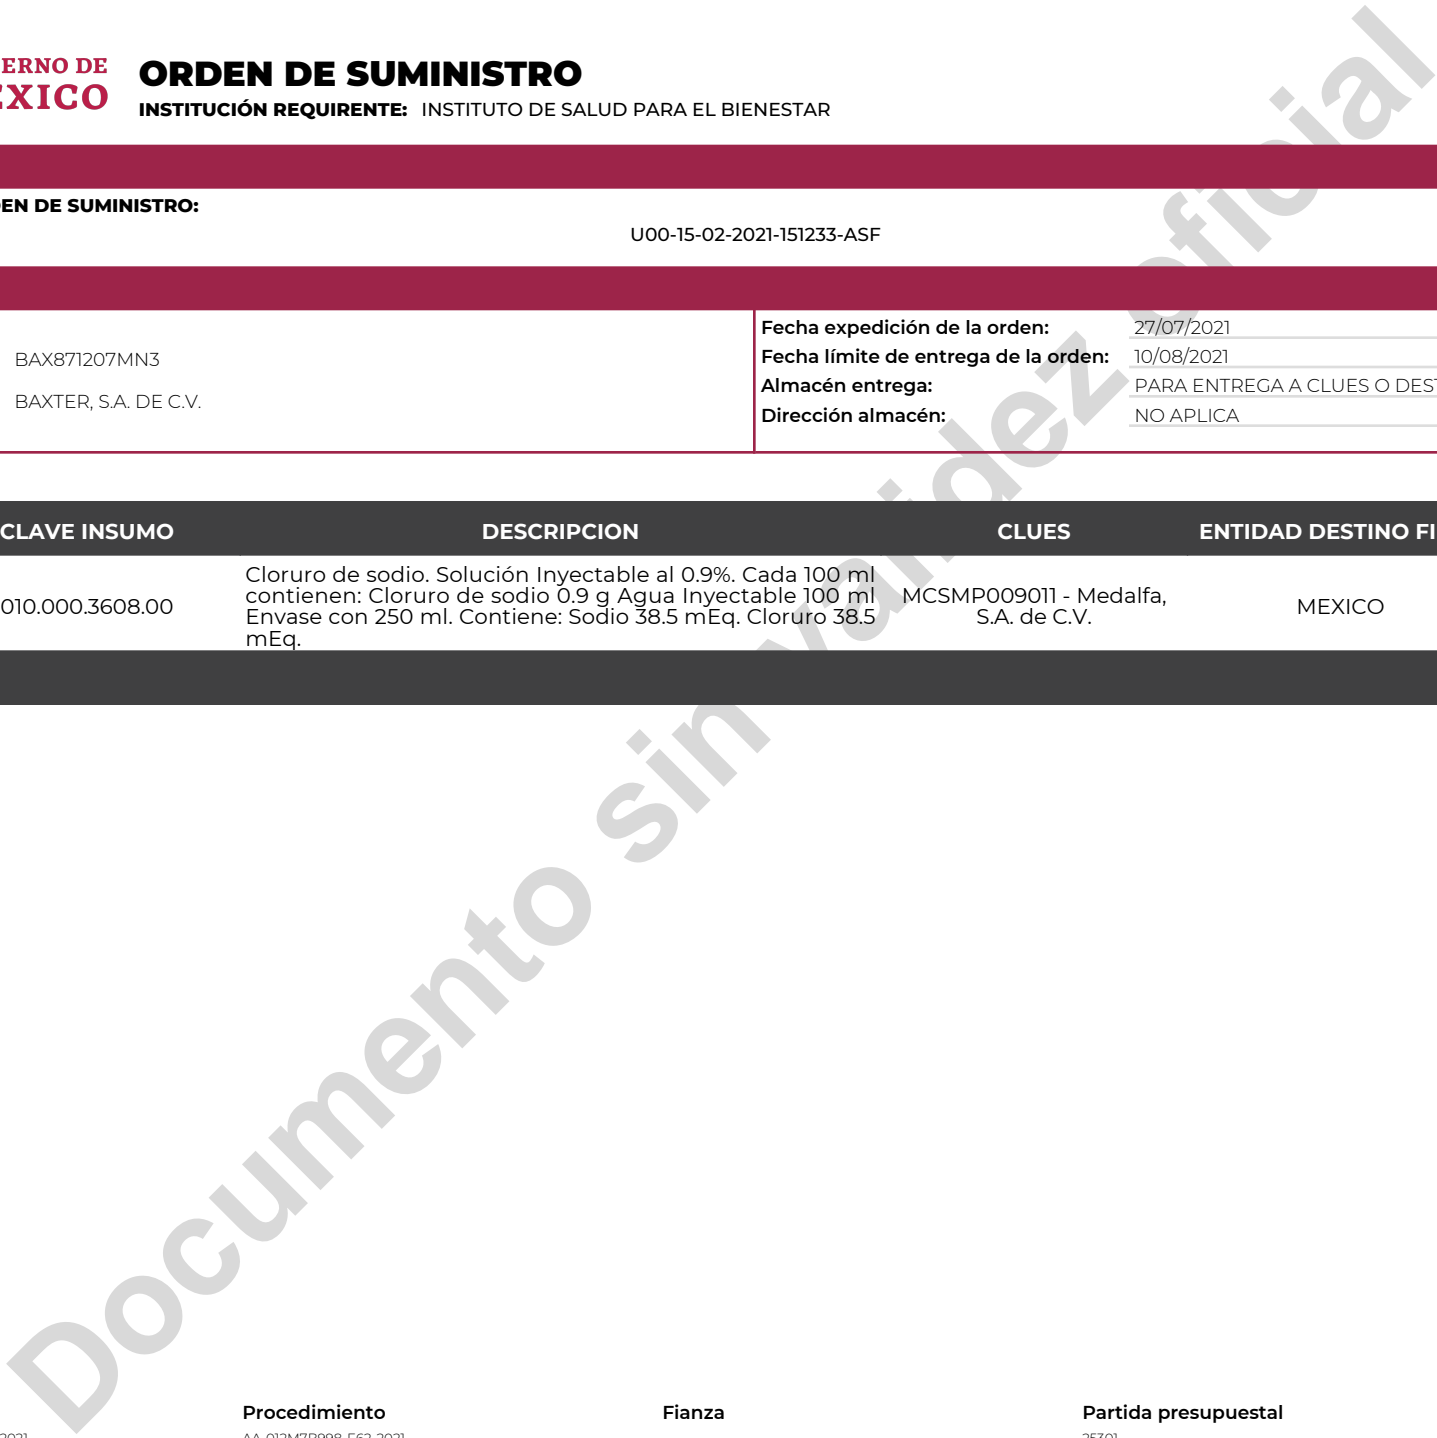 ERNO DE
ORDEN DE SUMINISTRO
INSTITUCIÓN REQUIRENTE: INSTITUTO DE SALUD PARA EL BIENESTAR
EN DE SUMINISTRO:
U00-15-02-2021-151233-ASF
BAX871207MN3
BAXTER, S.A. DE C.V.
Fecha expedición de la orden: 27/07/2021
Fecha límite de entrega de la orden: 10/08/2021
Almacén entrega: PARA ENTREGA A CLUES O DEST
Dirección almacén: NO APLICA
CLAVE INSUMO DESCRIPCION CLUES ENTIDAD DESTINO FI
010.000.3608.00
Cloruro de sodio. Solución Inyectable al 0.9%. Cada 100 ml
contienen: Cloruro de sodio 0.9 g Agua Inyectable 100 ml
Envase con 250 ml. Contiene: Sodio 38.5 mEq. Cloruro 38.5
mEq.
MCSMP009011 - Medalfa,
S.A. de C.V.
MEXICO
Documento sin validez oficial
Procedimiento Fianza Partida presupuestal